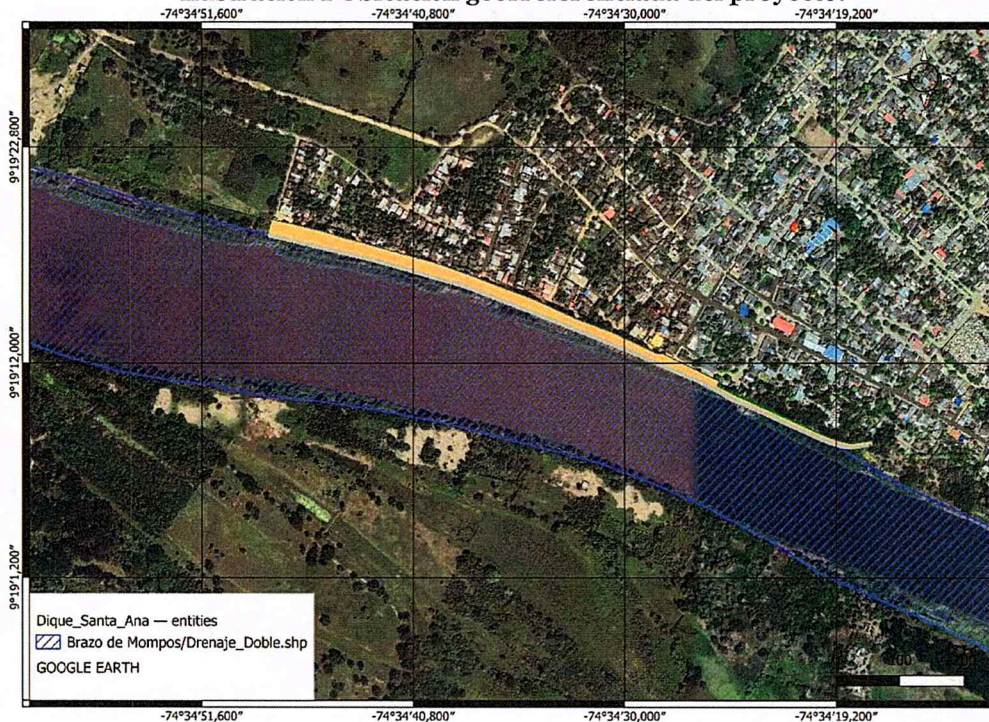 -74°34'51,600" -74°34'40,800" -74°34'30,000" -74°34'19,200"
9°19'22,800"
9°19'12,000"
9°19'1,200"
Dique_Santa_Ana — entities
Brazo de Mompos/Drenaje_Doble.shp
GOOGLE EARTH
100
-74°34'51,600" -74°34'40,800" -74°34'30,000" -74°34'19,200"